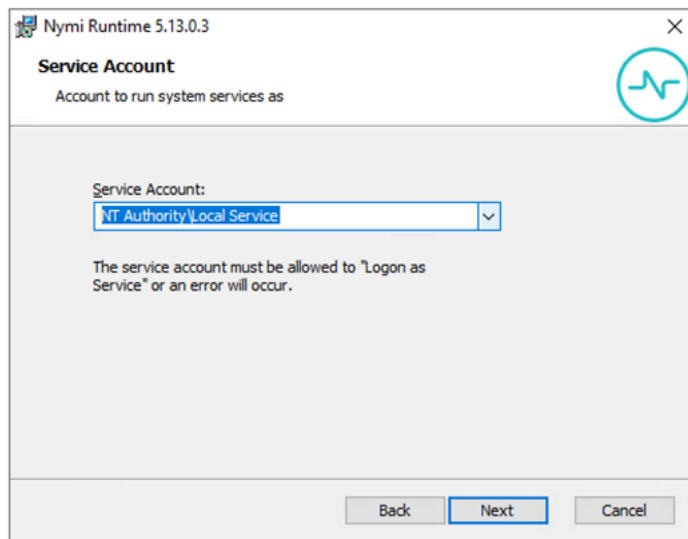 Nymi Runtime 5.13.0.3
Service Account
Account to run system services as
Service Account:
NT Authority\Local Service
The service account must be allowed to "Logon as
Service" or an error will occur.
Back
Next
Cancel